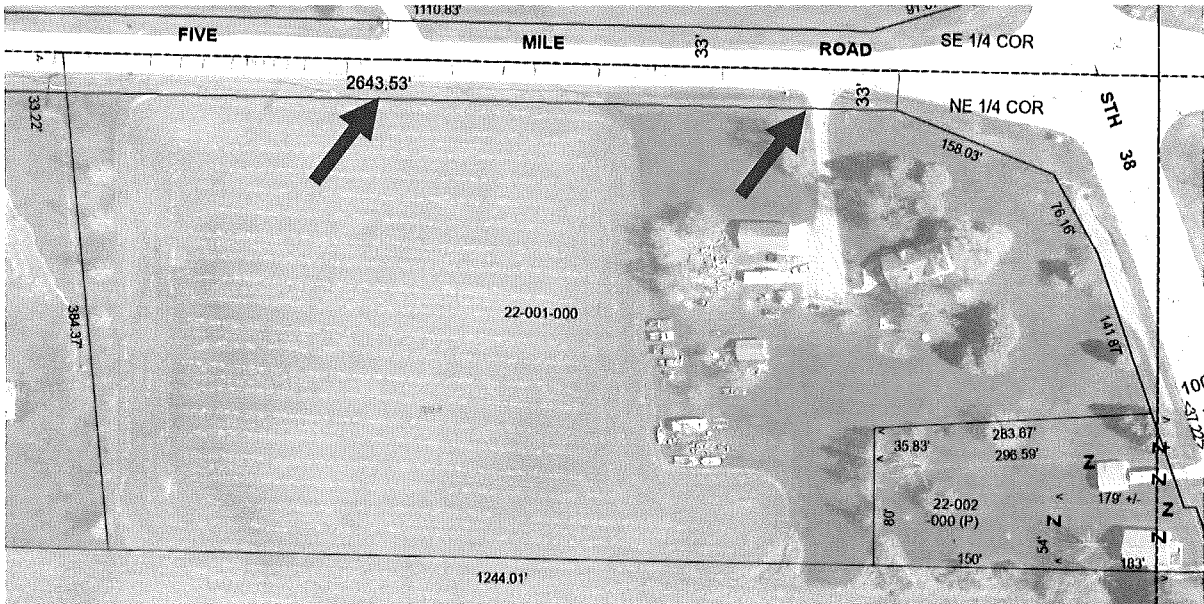 1110.83'
FIVE MILE ROAD
33'
SE 1/4 COR
2643.53'
33'
NE 1/4 COR
STH 38
33.22'
158.03'
76.16'
384.37'
22-001-000
141.87
283.67'
35.83'
296.59'
Z
Z
Z
179' +/-
22-002
-000 (P)
80'
Z
Z
54'
Z
150'
183'
1244.01'